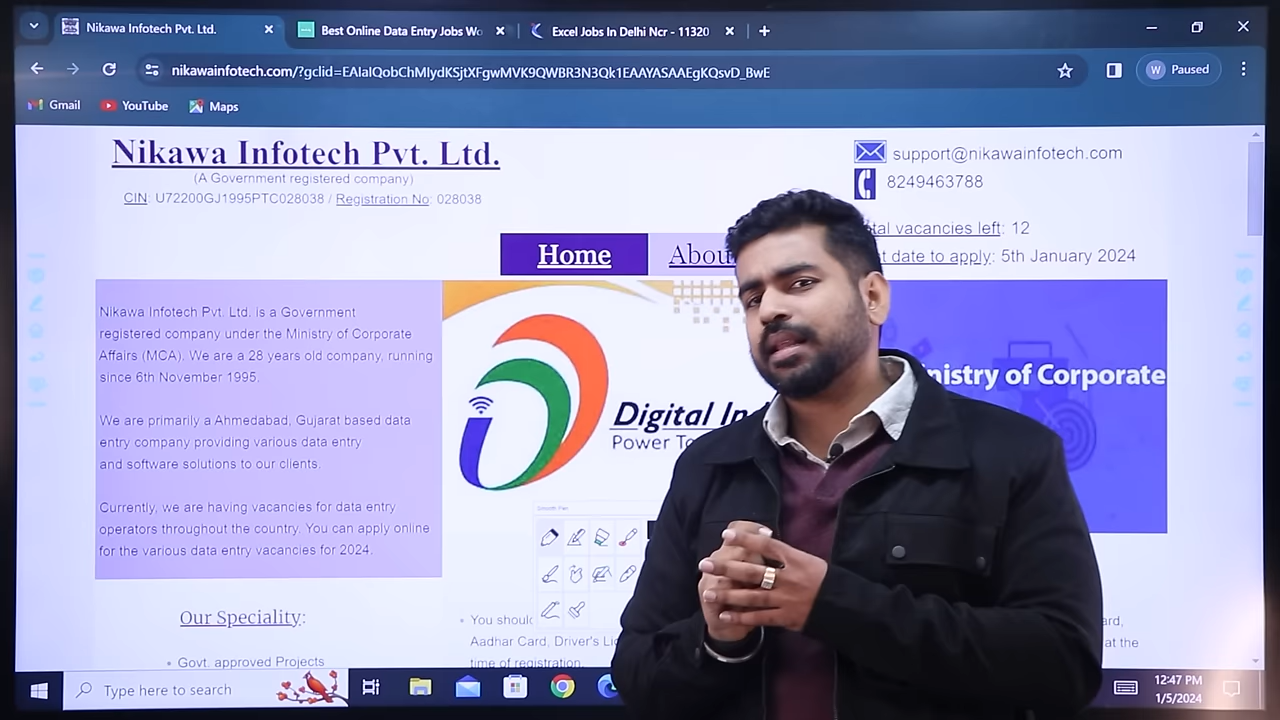 Nikawa Infotech Pvt. Ltd.
Best Online Data Entry Jobs Wo
Excel Jobs In Delhi Ncr - 11320
nikawainfotech.com/?gclid=EAIaIQobChMIydKSjtXFgwMVK9QWBR3N3Qk1EAAYASAAEgKQsvD_BwE
W Paused
Gmail
YouTube
Maps
Nikawa Infotech Pvt. Ltd.
(A Government registered company)
CIN: U72200GJ1995PTC028038 / Registration No: 028038
support@nikawainfotech.com
8249463788
tal vacancies left: 12
t date to apply: 5th January 2024
Home
Abou
Nikawa Infotech Pvt. Ltd. is a Government
registered company under the Ministry of Corporate
Affairs (MCA). We are a 28 years old company, running
since 6th November 1995.
We are primarily a Ahmedabad, Gujarat based data
entry company providing various data entry
and software solutions to our clients.
Currently, we are having vacancies for data entry
operators throughout the country. You can apply online
for the various data entry vacancies for 2024.
Digital Ind
Power To
nistry of Corporate
Smooth Pen
Our Speciality:
• Govt. approved Projects
• You should
Aadhar Card, Driver's Lic
time of registration.
ard,
at the
Type here to search
12:47 PM
1/5/2024